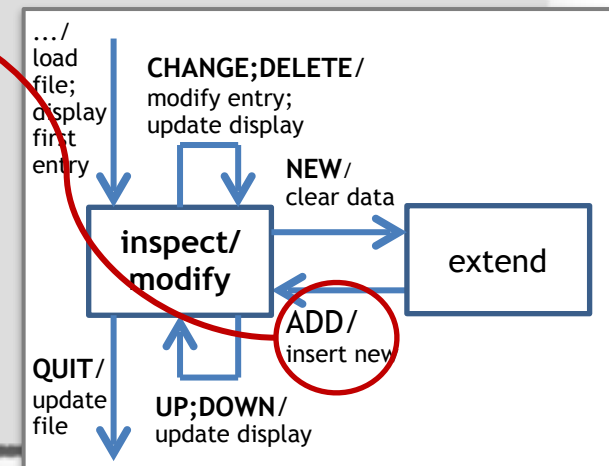 .../
load
file;
display
first
entry
CHANGE;DELETE/
modify entry;
update display
NEW/
clear data
inspect/
modify
extend
ADD/
insert new
QUIT/
update
file
UP;DOWN/
update display